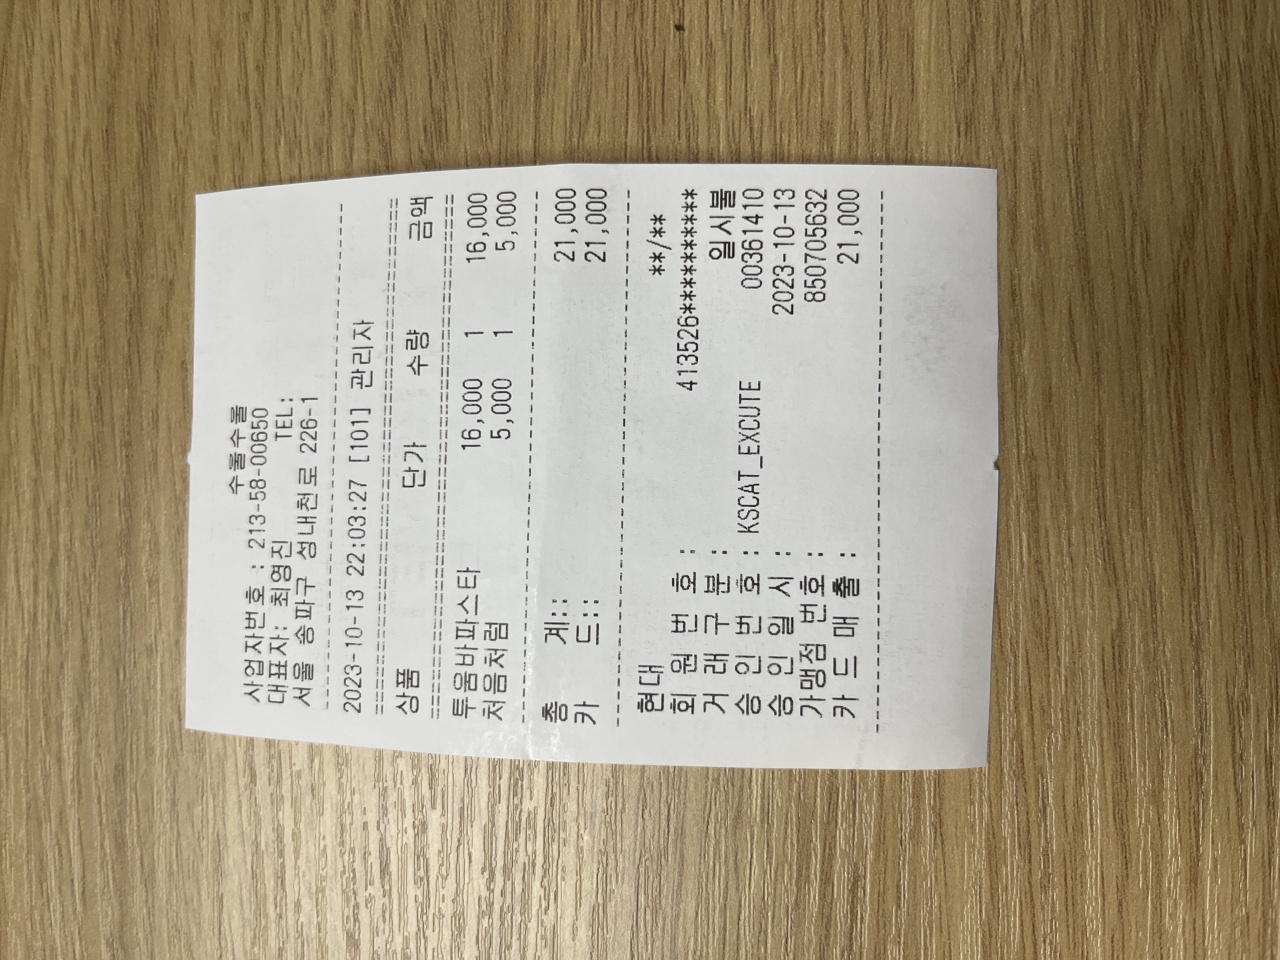 수울수울
사업자번호 : 213-58-00650
대표자: 최영진 TEL:
서울 송파구 성내천로 226-1
2023-10-13 22:03:27 [101] 관리자
상품 단가 수량 금액
투움바파스타 16,000 1 16,000
처음처럼 5,000 1 5,000
총 계:: 21,000
카 드:: 21,000
현대 **/**
회 원 번 호 : 413526**********
거 래 구 분 : 일시불
승 인 번 호 : KSCAT_EXCUTE 00361410
승 인 일 시 : 2023-10-13
가맹점 번호 : 850705632
카 드 매 출 : 21,000